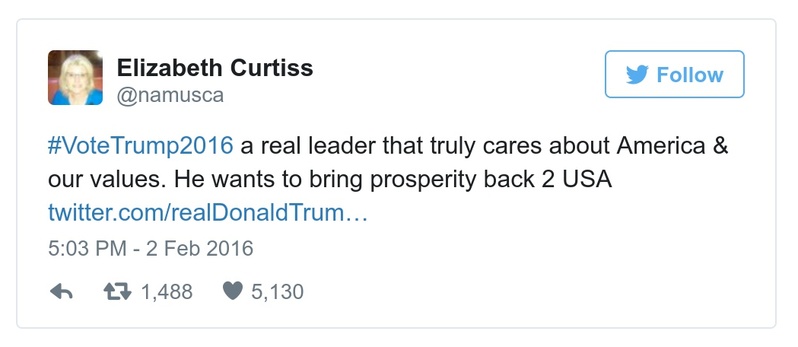 Elizabeth Curtiss
@namusca
Follow
#VoteTrump2016 a real leader that truly cares about America &
our values. He wants to bring prosperity back 2 USA
twitter.com/realDonaldTrum…
5:03 PM - 2 Feb 2016
1,488 5,130